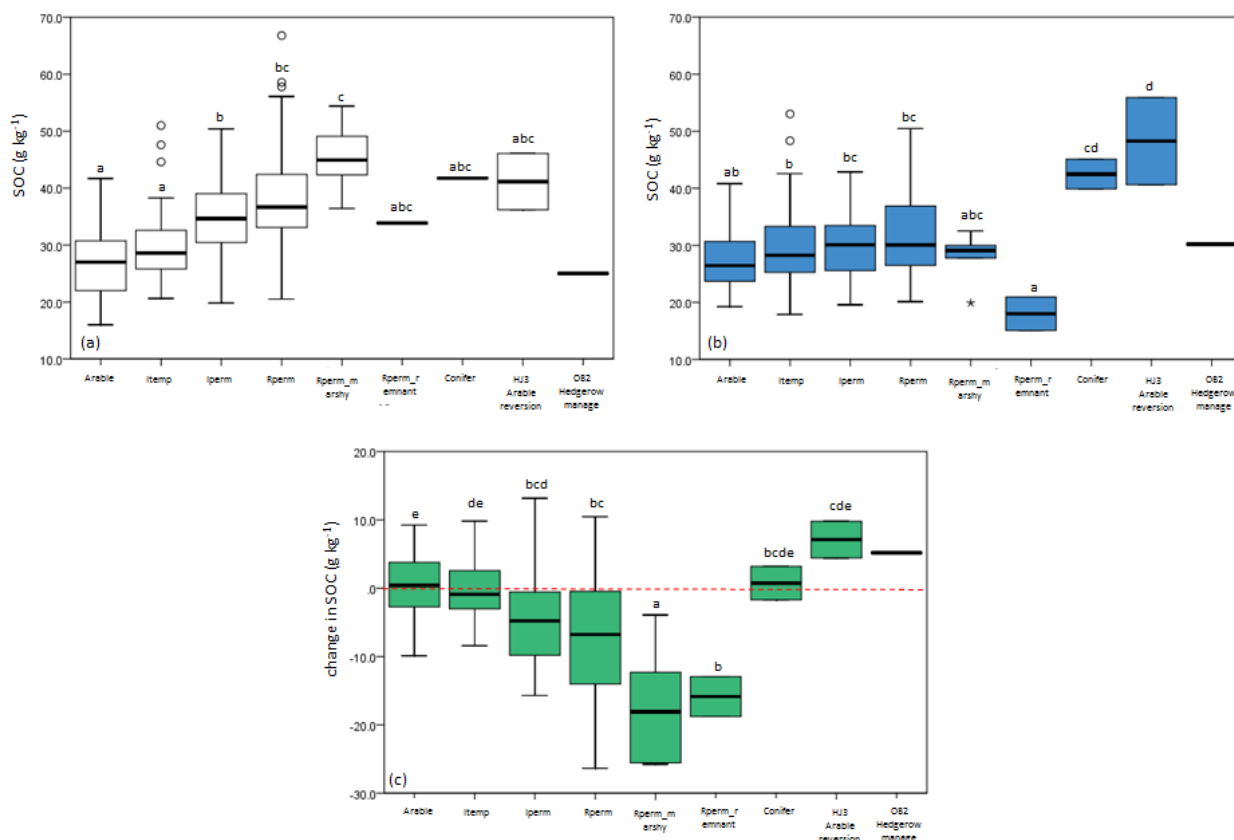 70.0
60.0
50.0
40.0
30.0
20.0
10.0
SOC (g kg-1)
a
a
b
bc
c
abc
abc
abc
(a)
Arable
Itemp
Iperm
Rperm
Rperm_m
arshy
Rperm_r
emnant
Conifer
HJ3
Arable
reversion
OB2
Hedgerow
manage
70.0
60.0
50.0
40.0
30.0
20.0
10.0
SOC (g kg-1)
ab
b
bc
bc
abc
a
cd
d
(b)
Arable
Itemp
Iperm
Rperm
Rperm_m
arshy
Rperm_r
emnant
Conifer
HJ3
Arable
reversion
OB2
Hedgerow
manage
20.0
10.0
.0
-10.0
-20.0
-30.0
change in SOC (g kg-1)
e
de
bcd
bc
a
b
bcde
cde
(c)
Arable
Itemp
Iperm
Rperm
Rperm_m
arshy
Rperm_r
emnant
Conifer
HJ3
Arable
reversion
OB2
Hedgerow
manage